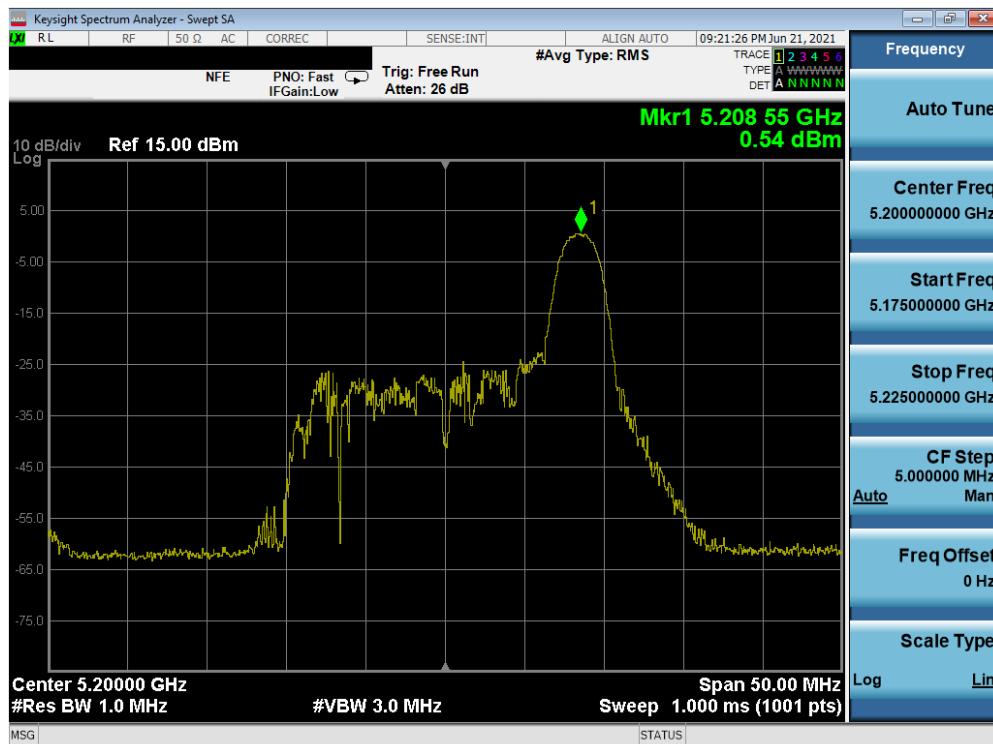 Keysight Spectrum Analyzer - Swept SA
LXI RL RF 50 Ω AC CORREC SENSE:INT ALIGN AUTO 09:21:26 PM Jun 21, 2021
NFE PNO: Fast Trig: Free Run #Avg Type: RMS TRACE 1 2 3 4 5 6
IFGain:Low Atten: 26 dB TYPE A WWWWW
DET A N N N N N
Mkr1 5.208 55 GHz
0.54 dBm
10 dB/div Ref 15.00 dBm
Log
1
5.00
-5.00
-15.0
-25.0
-35.0
-45.0
-55.0
-65.0
-75.0
Center 5.20000 GHz Span 50.00 MHz
#Res BW 1.0 MHz #VBW 3.0 MHz Sweep 1.000 ms (1001 pts)
MSG STATUS
Frequency
Auto Tune
Center Freq
5.200000000 GHz
Start Freq
5.175000000 GHz
Stop Freq
5.225000000 GHz
CF Step
5.000000 MHz
Auto Man
Freq Offset
0 Hz
Scale Type
Log Lin